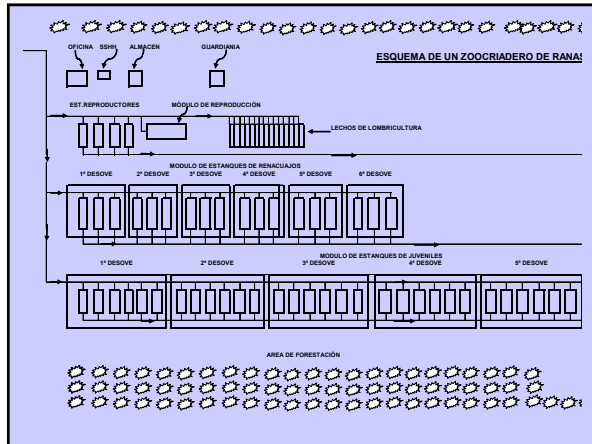 ESQUEMA DE UN ZOOCRIADERO DE RANAS
OFICINA SSHH ALMACEN GUARDIANIA
EST.REPRODUCTORES MÓDULO DE REPRODUCCIÓN
LECHOS DE LOMBRICULTURA
MODULO DE ESTANQUES DE RENACUAJOS
1º DESOVE 2º DESOVE 3º DESOVE 4º DESOVE 5º DESOVE 6º DESOVE
MODULO DE ESTANQUES DE JUVENILES
1º DESOVE 2º DESOVE 3º DESOVE 4º DESOVE 5º DESOVE
AREA DE FORESTACIÓN